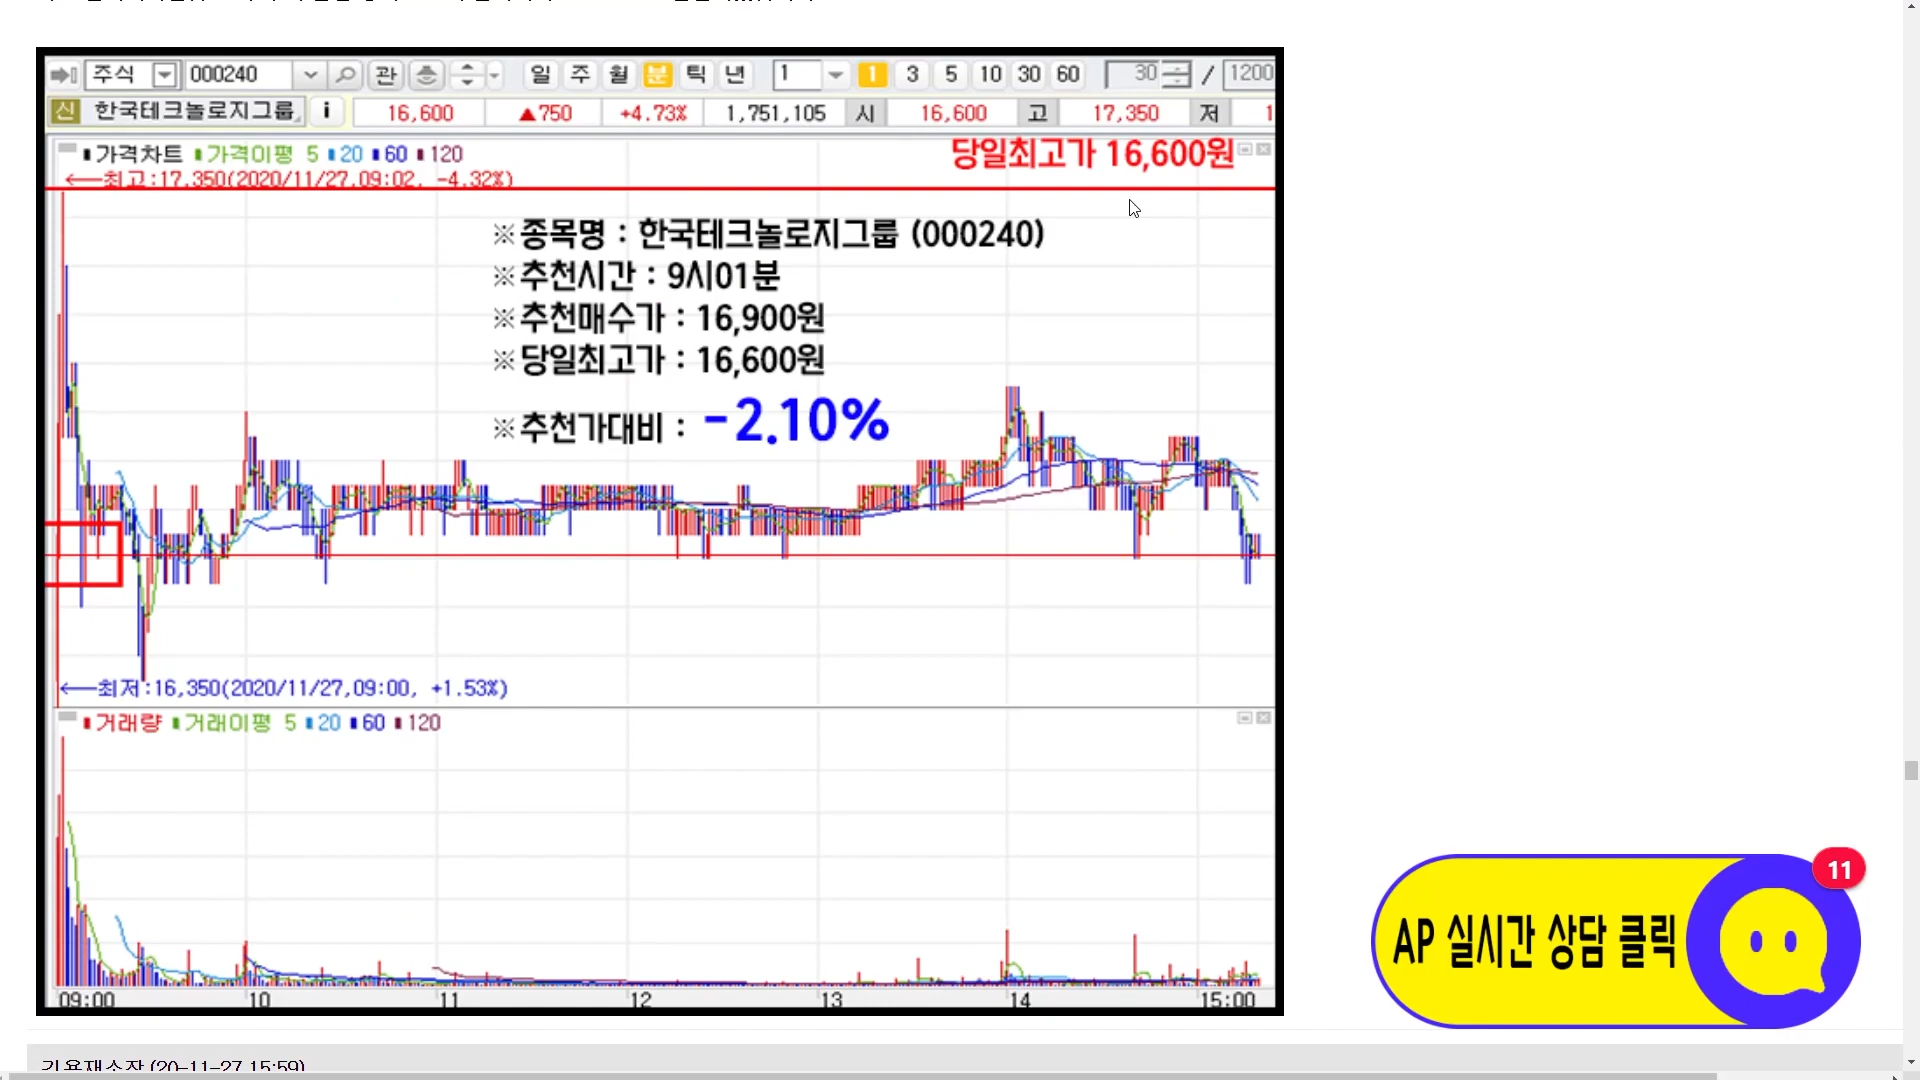 주식 000240 관 일 주 월 분 틱 년 1 1 3 5 10 30 60 30 / 1200
신 한국테크놀로지그룹 i 16,600 ▲750 +4.73% 1,751,105 시 16,600 고 17,350 저 1
가격차트 가격이평 5 20 60 120
당일최고가 16,600원
←최고:17,350(2020/11/27,09:02, -4.32%)
※종목명 : 한국테크놀로지그룹 (000240)
※추천시간 : 9시01분
※추천매수가 : 16,900원
※당일최고가 : 16,600원
※추천가대비 : -2.10%
←최저:16,350(2020/11/27,09:00, +1.53%)
거래량 거래이평 5 20 60 120
09:00 10 11 12 13 14 15:00
11
AP 실시간 상담 클릭
(20-11-27 15:59)